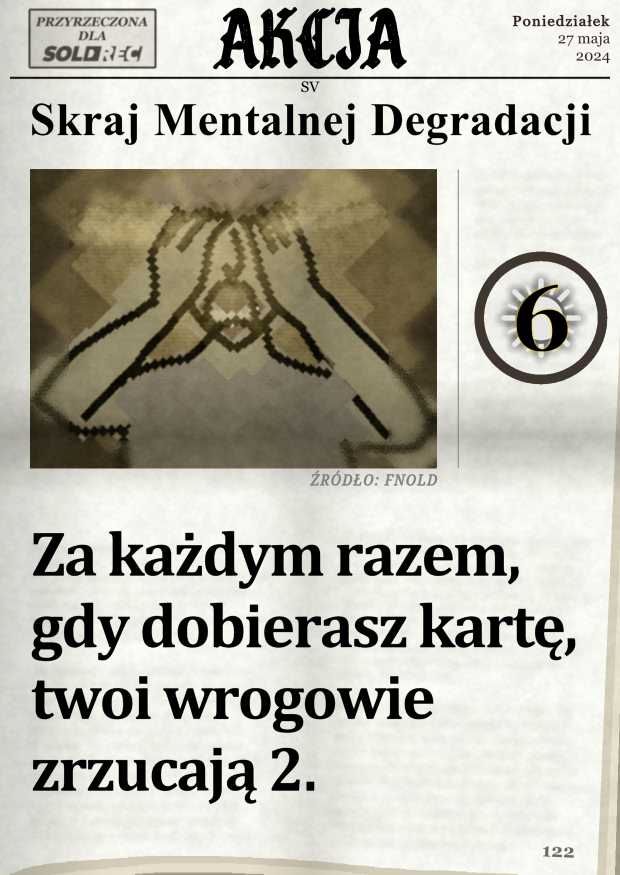 PRZYRZECZONA
DLA
SOLDREC
AKCJA
Poniedziałek
27 maja
2024
SV
Skraj Mentalnej Degradacji
6
ŹRÓDŁO: FNOLD
Za każdym razem,
gdy dobierasz kartę,
twoi wrogowie
zrzucają 2.
122